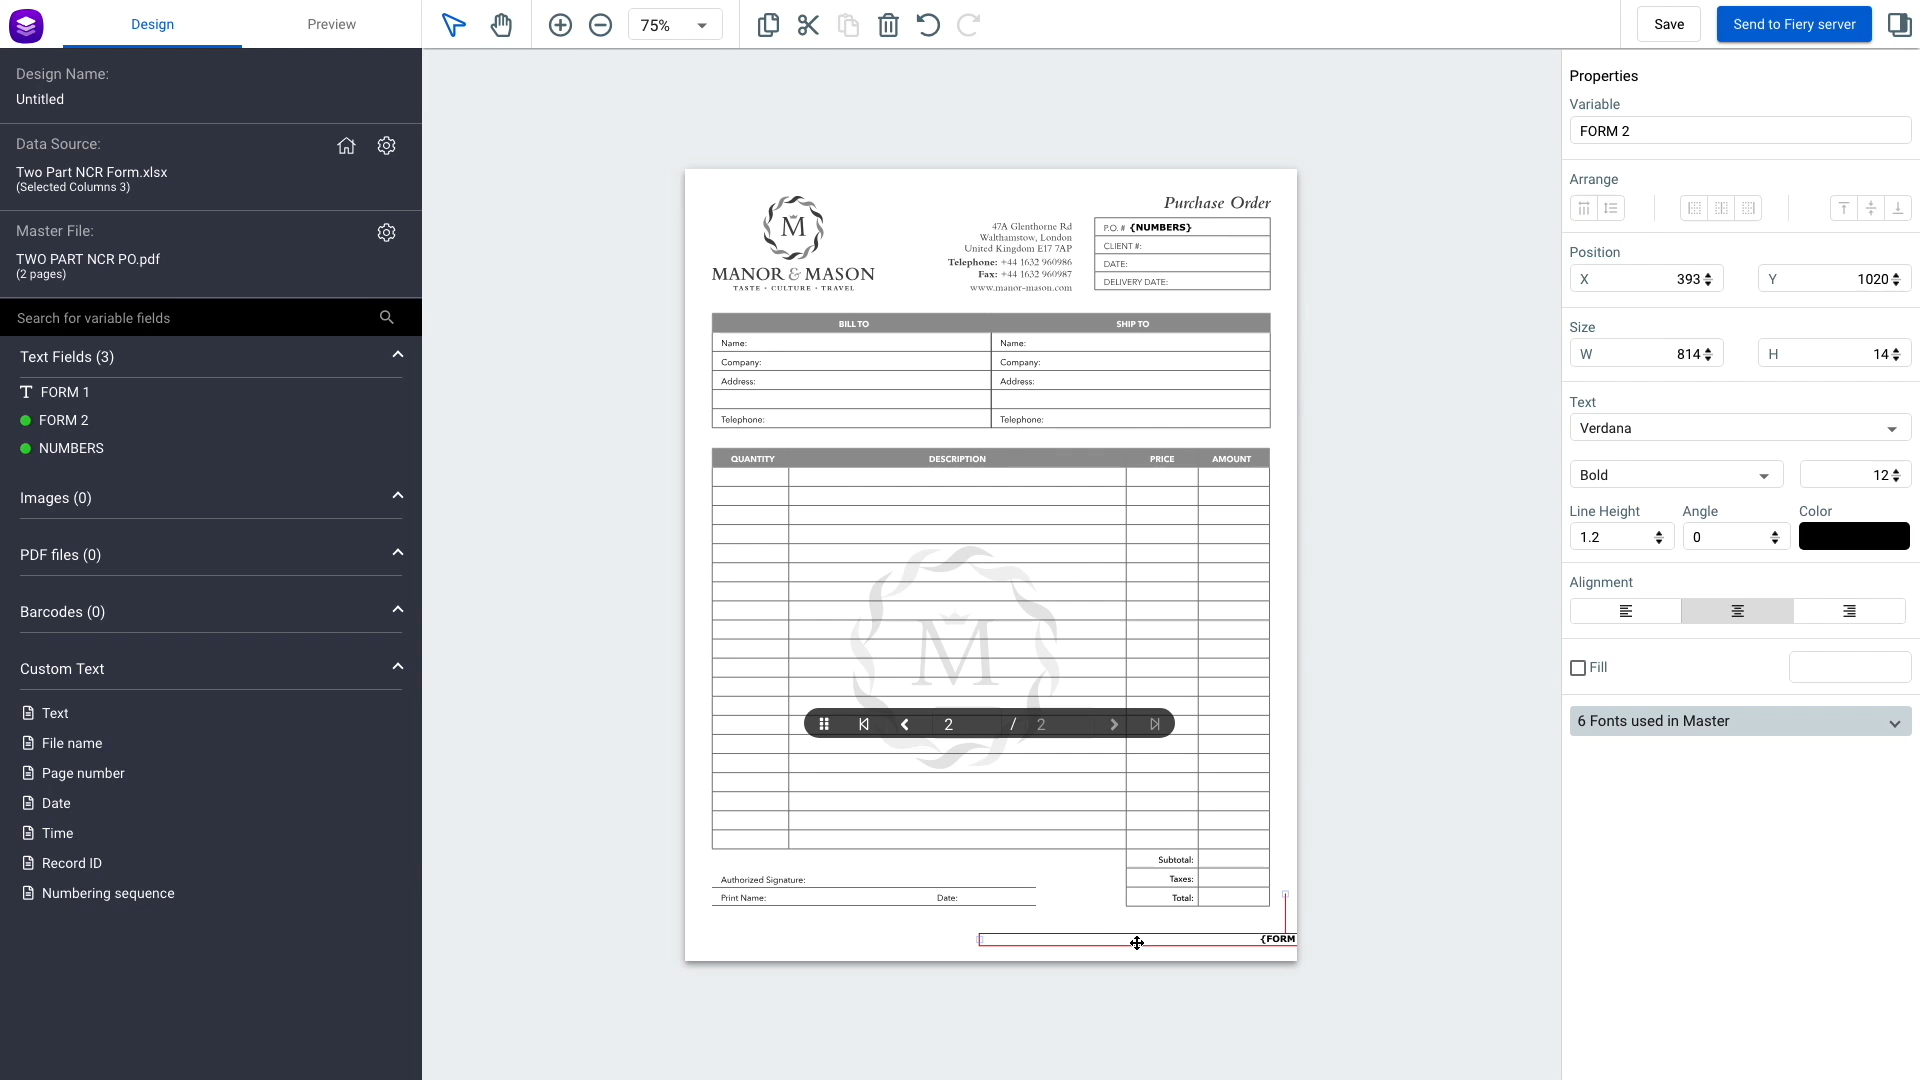 Design
Preview
75%
Save
Send to Fiery server
Design Name:
Untitled
Data Source:
Two Part NCR Form.xlsx
(Selected Columns 3)
Master File:
TWO PART NCR PO.pdf
(2 pages)
Search for variable fields
Text Fields (3)
FORM 1
FORM 2
NUMBERS
Images (0)
PDF files (0)
Barcodes (0)
Custom Text
Text
File name
Page number
Date
Time
Record ID
Numbering sequence
M
MANOR & MASON
TASTE • CULTURE • TRAVEL
47A Glenthorne Rd
Walthamstow, London
United Kingdom E17 7AP
Telephone: +44 1632 960986
Fax: +44 1632 960987
www.manor-mason.com
Purchase Order
P.O. # {NUMBERS}
CLIENT #:
DATE:
DELIVERY DATE:
BILL TO
SHIP TO
Name:
Name:
Company:
Company:
Address:
Address:
Telephone:
Telephone:
QUANTITY
DESCRIPTION
PRICE
AMOUNT
M
2 / 2
Subtotal:
Taxes:
Total:
Authorized Signature:
Print Name:
Date:
{FORM
Properties
Variable
FORM 2
Arrange
Position
X 393
Y 1020
Size
W 814
H 14
Text
Verdana
Bold
12
Line Height
Angle
Color
1.2
0
Alignment
Fill
6 Fonts used in Master